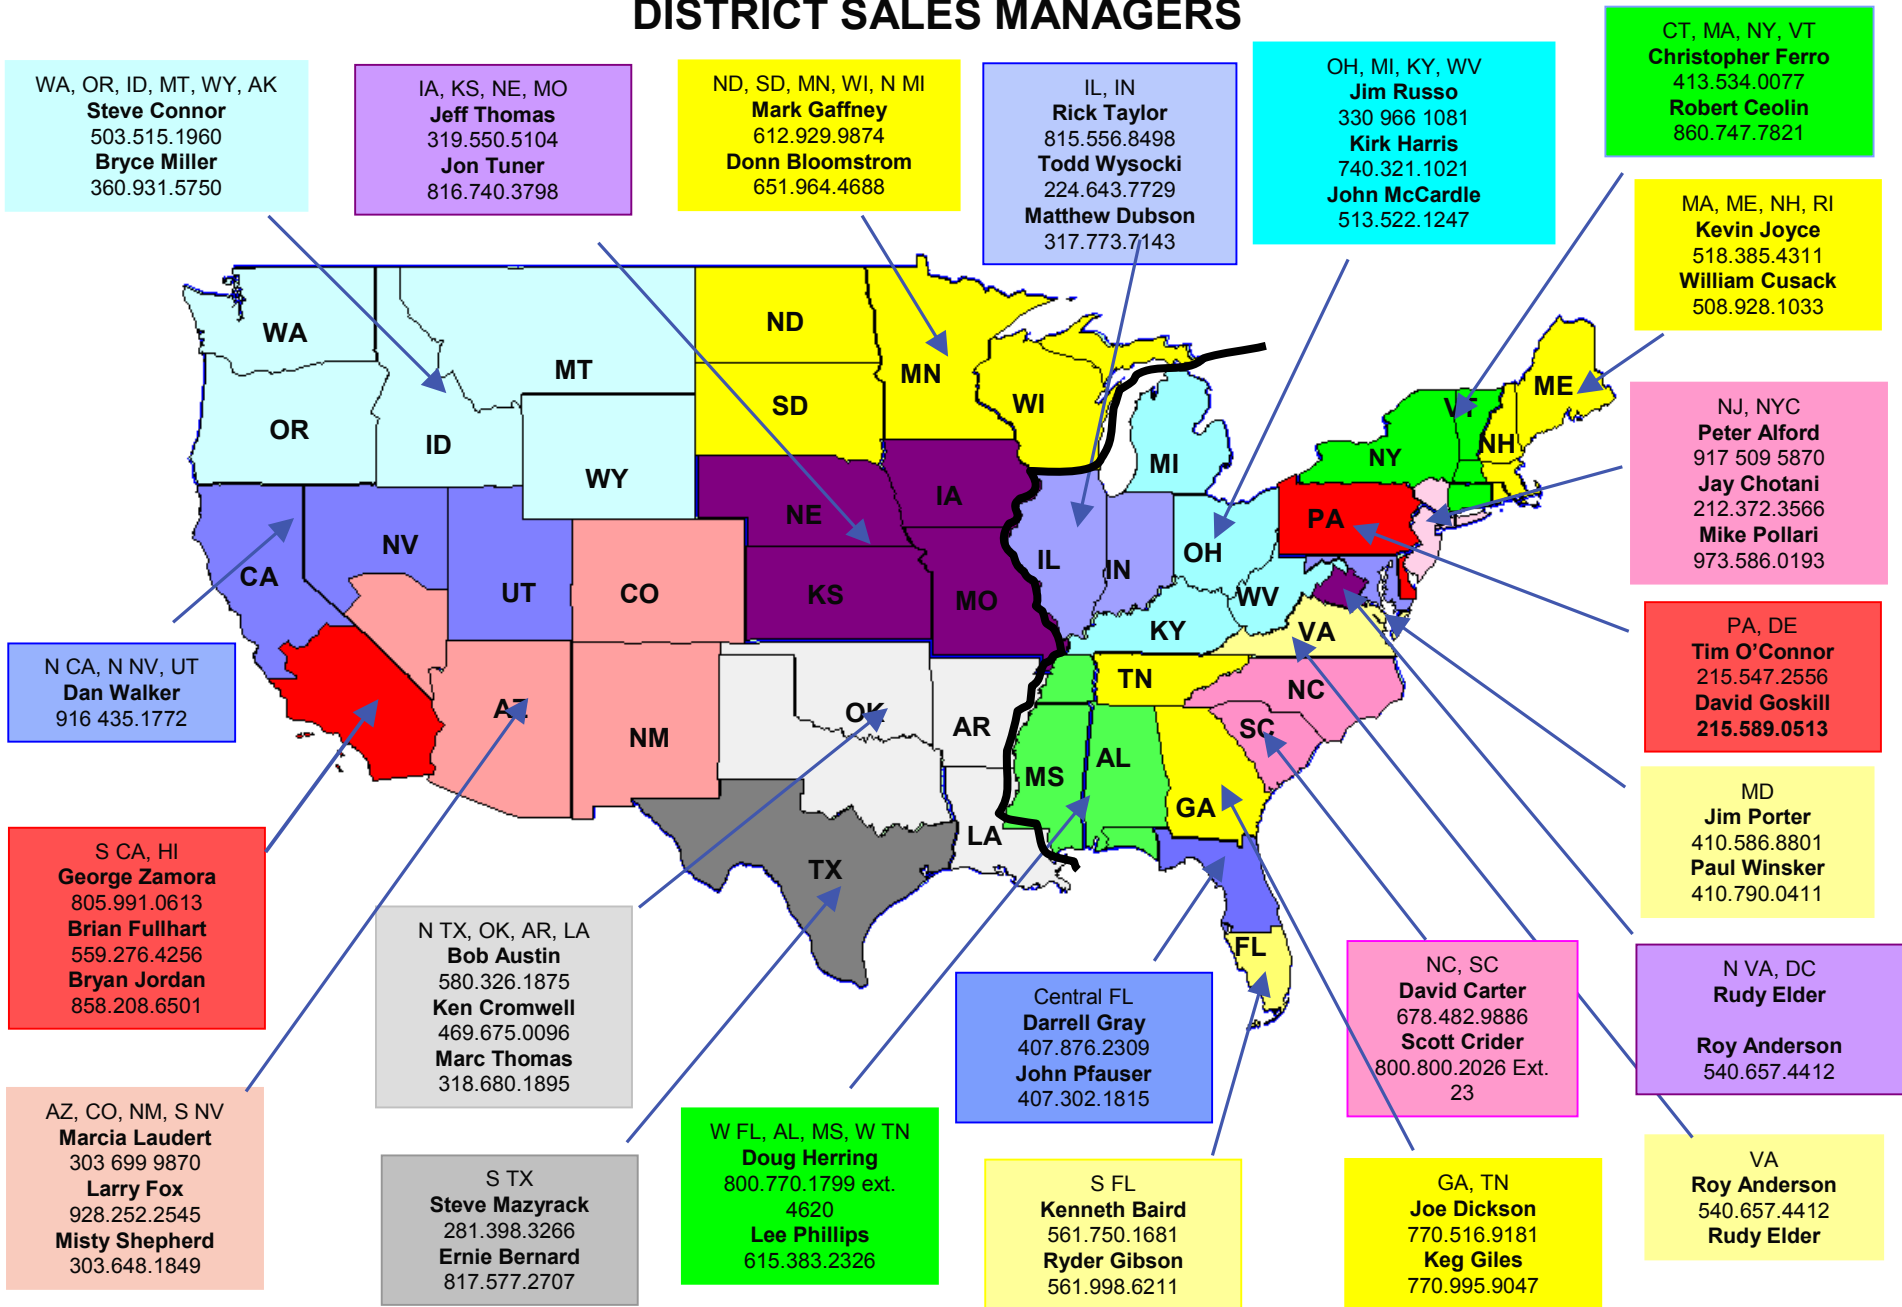 DISTRICT SALES MANAGERS
WA, OR, ID, MT, WY, AK
Steve Connor
503.515.1960
Bryce Miller
360.931.5750
IA, KS, NE, MO
Jeff Thomas
319.550.5104
Jon Tuner
816.740.3798
ND, SD, MN, WI, N MI
Mark Gaffney
612.929.9874
Donn Bloomstrom
651.964.4688
IL, IN
Rick Taylor
815.556.8498
Todd Wysocki
224.643.7729
Matthew Dubson
317.773.7143
OH, MI, KY, WV
Jim Russo
330 966 1081
Kirk Harris
740.321.1021
John McCardle
513.522.1247
CT, MA, NY, VT
Christopher Ferro
413.534.0077
Robert Ceolin
860.747.7821
MA, ME, NH, RI
Kevin Joyce
518.385.4311
William Cusack
508.928.1033
NJ, NYC
Peter Alford
917 509 5870
Jay Chotani
212.372.3566
Mike Pollari
973.586.0193
PA, DE
Tim O’Connor
215.547.2556
David Goskill
215.589.0513
MD
Jim Porter
410.586.8801
Paul Winsker
410.790.0411
N VA, DC
Rudy Elder
Roy Anderson
540.657.4412
VA
Roy Anderson
540.657.4412
Rudy Elder
WA
OR
ID
MT
WY
ND
SD
MN
WI
MI
NE
IA
KS
MO
IL
IN
OH
KY
WV
VA
PA
NY
VT
NH
ME
CA
NV
UT
CO
AZ
NM
OK
AR
TX
LA
MS
AL
TN
GA
NC
SC
FL
N CA, N NV, UT
Dan Walker
916 435.1772
S CA, HI
George Zamora
805.991.0613
Brian Fullhart
559.276.4256
Bryan Jordan
858.208.6501
AZ, CO, NM, S NV
Marcia Laudert
303 699 9870
Larry Fox
928.252.2545
Misty Shepherd
303.648.1849
N TX, OK, AR, LA
Bob Austin
580.326.1875
Ken Cromwell
469.675.0096
Marc Thomas
318.680.1895
S TX
Steve Mazyrack
281.398.3266
Ernie Bernard
817.577.2707
W FL, AL, MS, W TN
Doug Herring
800.770.1799 ext.
4620
Lee Phillips
615.383.2326
Central FL
Darrell Gray
407.876.2309
John Pfauser
407.302.1815
S FL
Kenneth Baird
561.750.1681
Ryder Gibson
561.998.6211
NC, SC
David Carter
678.482.9886
Scott Crider
800.800.2026 Ext.
23
GA, TN
Joe Dickson
770.516.9181
Keg Giles
770.995.9047